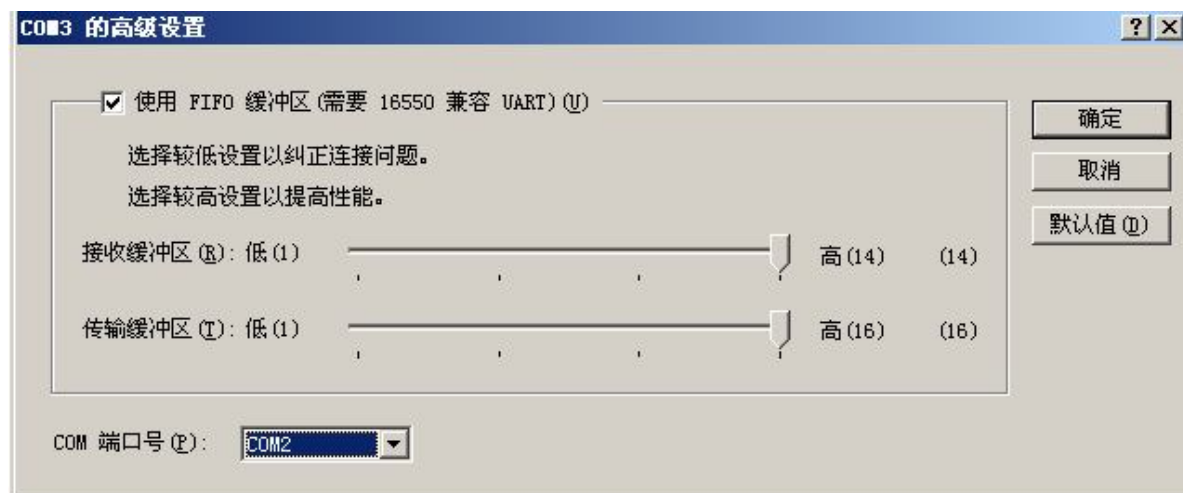 COM3 的高级设置
使用 FIFO 缓冲区(需要 16550 兼容 UART)(U)
选择较低设置以纠正连接问题。
选择较高设置以提高性能。
接收缓冲区(R): 低(1) 高(14) (14)
传输缓冲区(T): 低(1) 高(16) (16)
COM 端口号(P): COM2
确定
取消
默认值(D)